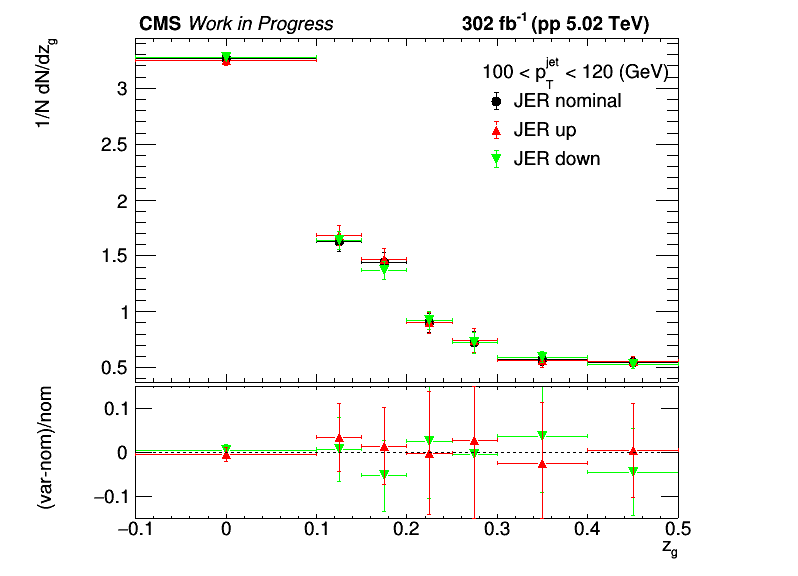 CMS Work in Progress 302 fb⁻¹ (pp 5.02 TeV)
1/N dN/dz_g
100 < p_T^jet < 120 (GeV)
JER nominal
JER up
JER down
3
2.5
2
1.5
1
0.5
(var-nom)/nom
0.1
0
−0.1
−0.1 0 0.1 0.2 0.3 0.4 0.5
z_g